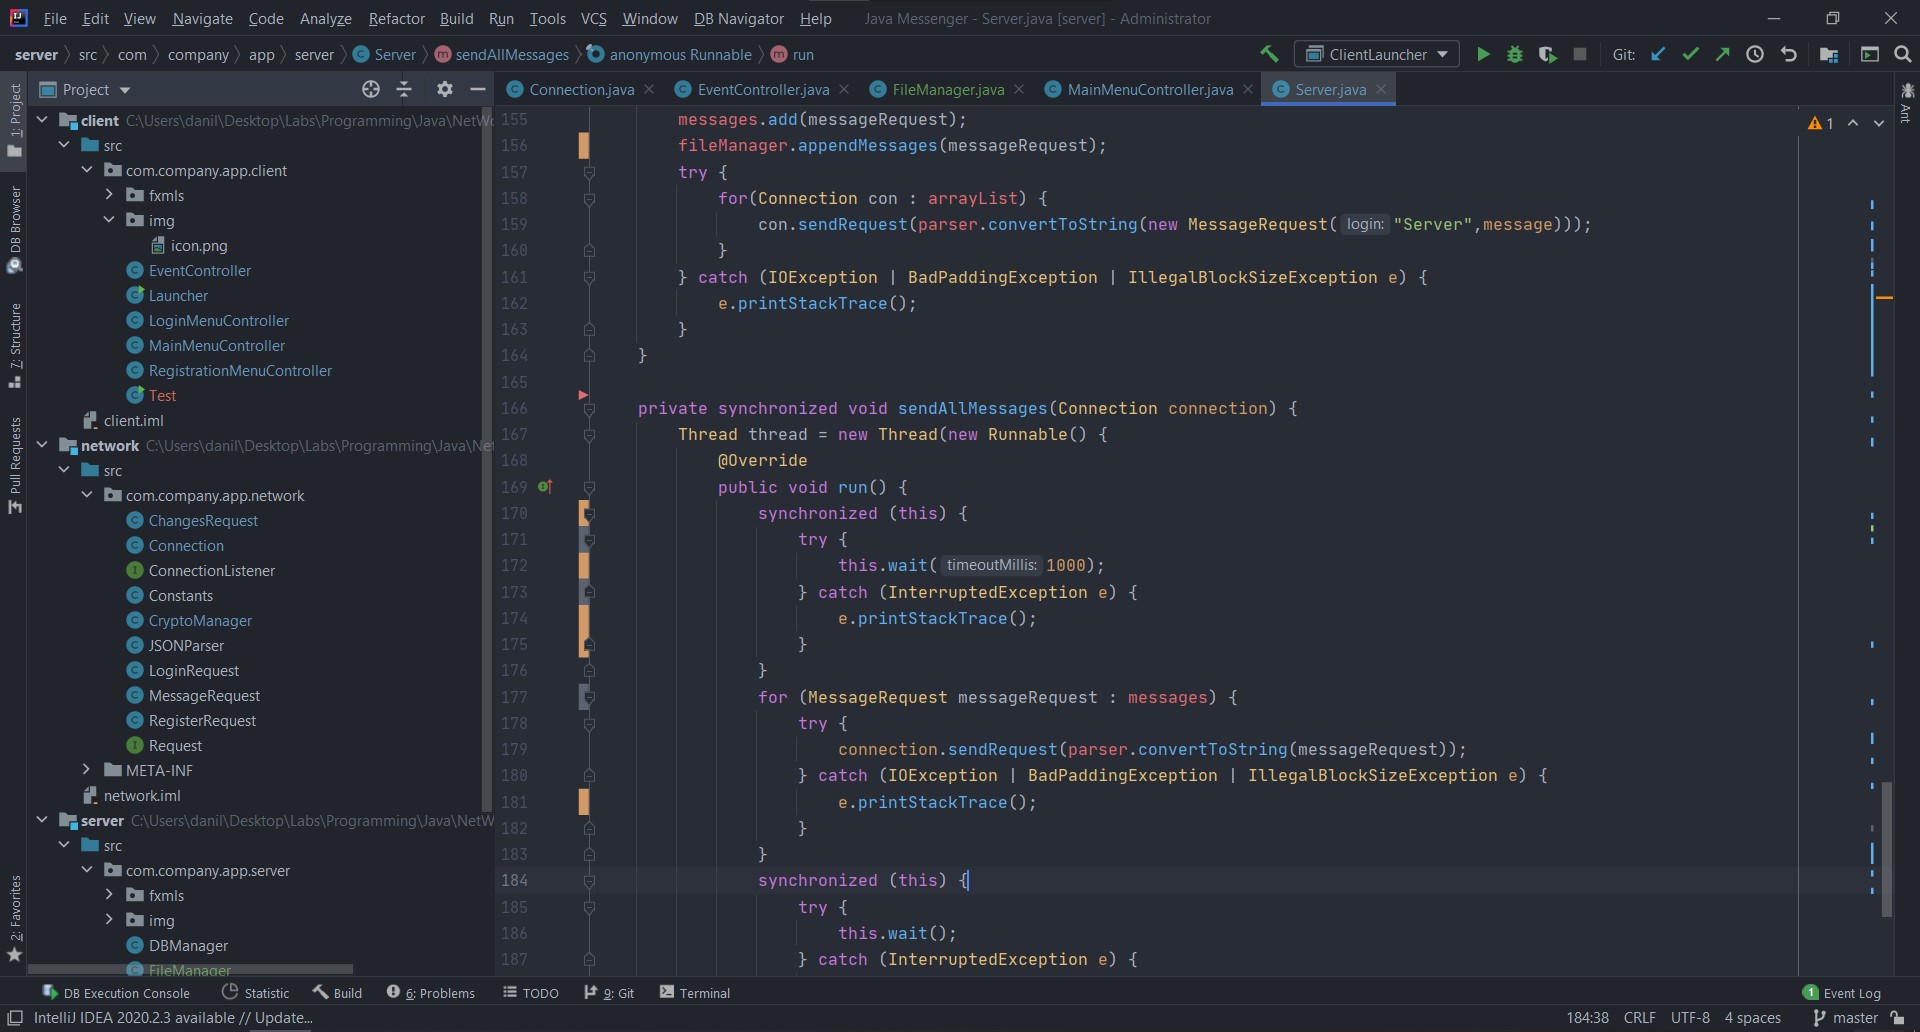 File Edit View Navigate Code Analyze Refactor Build Run Tools VCS Window DB Navigator Help Java Messenger - Server.java [server] - Administrator
server src com company app server Server sendAllMessages anonymous Runnable run ClientLauncher Git:
Project
Connection.java EventController.java FileManager.java MainMenuController.java Server.java
1: Project
DB Browser
7: Structure
Pull Requests
2: Favorites
client C:\Users\danil\Desktop\Labs\Programming\Java\NetWo
src
com.company.app.client
fxmls
img
icon.png
EventController
Launcher
LoginMenuController
MainMenuController
RegistrationMenuController
Test
client.iml
network C:\Users\danil\Desktop\Labs\Programming\Java\Ne
src
com.company.app.network
ChangesRequest
Connection
ConnectionListener
Constants
CryptoManager
JSONParser
LoginRequest
MessageRequest
RegisterRequest
Request
META-INF
network.iml
server C:\Users\danil\Desktop\Labs\Programming\Java\NetW
src
com.company.app.server
fxmls
img
DBManager
FileManager
155 messages.add(messageRequest);
156 fileManager.appendMessages(messageRequest);
157 try {
158 for(Connection con : arrayList) {
159 con.sendRequest(parser.convertToString(new MessageRequest( login: "Server",message)));
160 }
161 } catch (IOException | BadPaddingException | IllegalBlockSizeException e) {
162 e.printStackTrace();
163 }
164 }
165
166 private synchronized void sendAllMessages(Connection connection) {
167 Thread thread = new Thread(new Runnable() {
168 @Override
169 public void run() {
170 synchronized (this) {
171 try {
172 this.wait( timeoutMillis: 1000);
173 } catch (InterruptedException e) {
174 e.printStackTrace();
175 }
176 }
177 for (MessageRequest messageRequest : messages) {
178 try {
179 connection.sendRequest(parser.convertToString(messageRequest));
180 } catch (IOException | BadPaddingException | IllegalBlockSizeException e) {
181 e.printStackTrace();
182 }
183 }
184 synchronized (this) {
185 try {
186 this.wait();
187 } catch (InterruptedException e) {
1
Ant
DB Execution Console Statistic Build 6: Problems TODO 9: Git Terminal 1 Event Log
IntelliJ IDEA 2020.2.3 available // Update... 184:38 CRLF UTF-8 4 spaces master